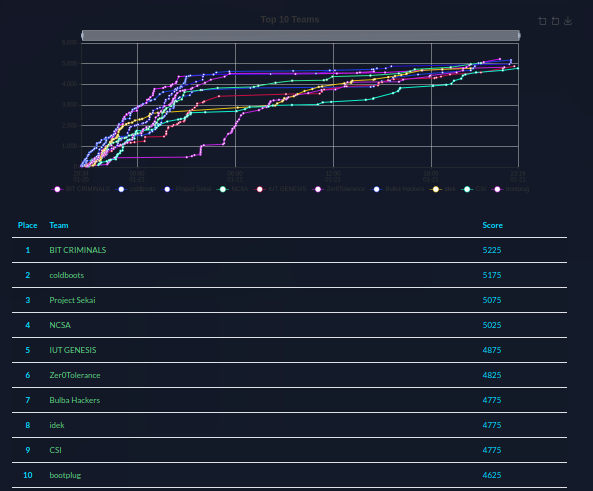 Top 10 Teams
BIT CRIMINALS coldboots Project Sekai NCSA IUT GENESIS Zer0Tolerance Bulba Hackers idek CSI bootplug
Place Team Score
1 BIT CRIMINALS 5225
2 coldboots 5175
3 Project Sekai 5075
4 NCSA 5025
5 IUT GENESIS 4875
6 Zer0Tolerance 4825
7 Bulba Hackers 4775
8 idek 4775
9 CSI 4775
10 bootplug 4625